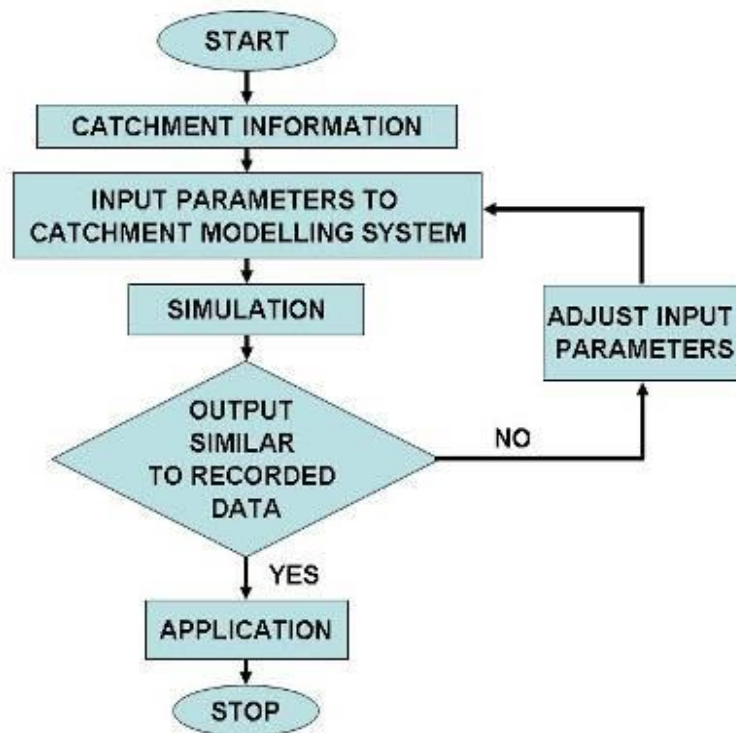 START
CATCHMENT INFORMATION
INPUT PARAMETERS TO
CATCHMENT MODELLING SYSTEM
SIMULATION
ADJUST INPUT
PARAMETERS
OUTPUT
SIMILAR
TO RECORDED
DATA
NO
YES
APPLICATION
STOP